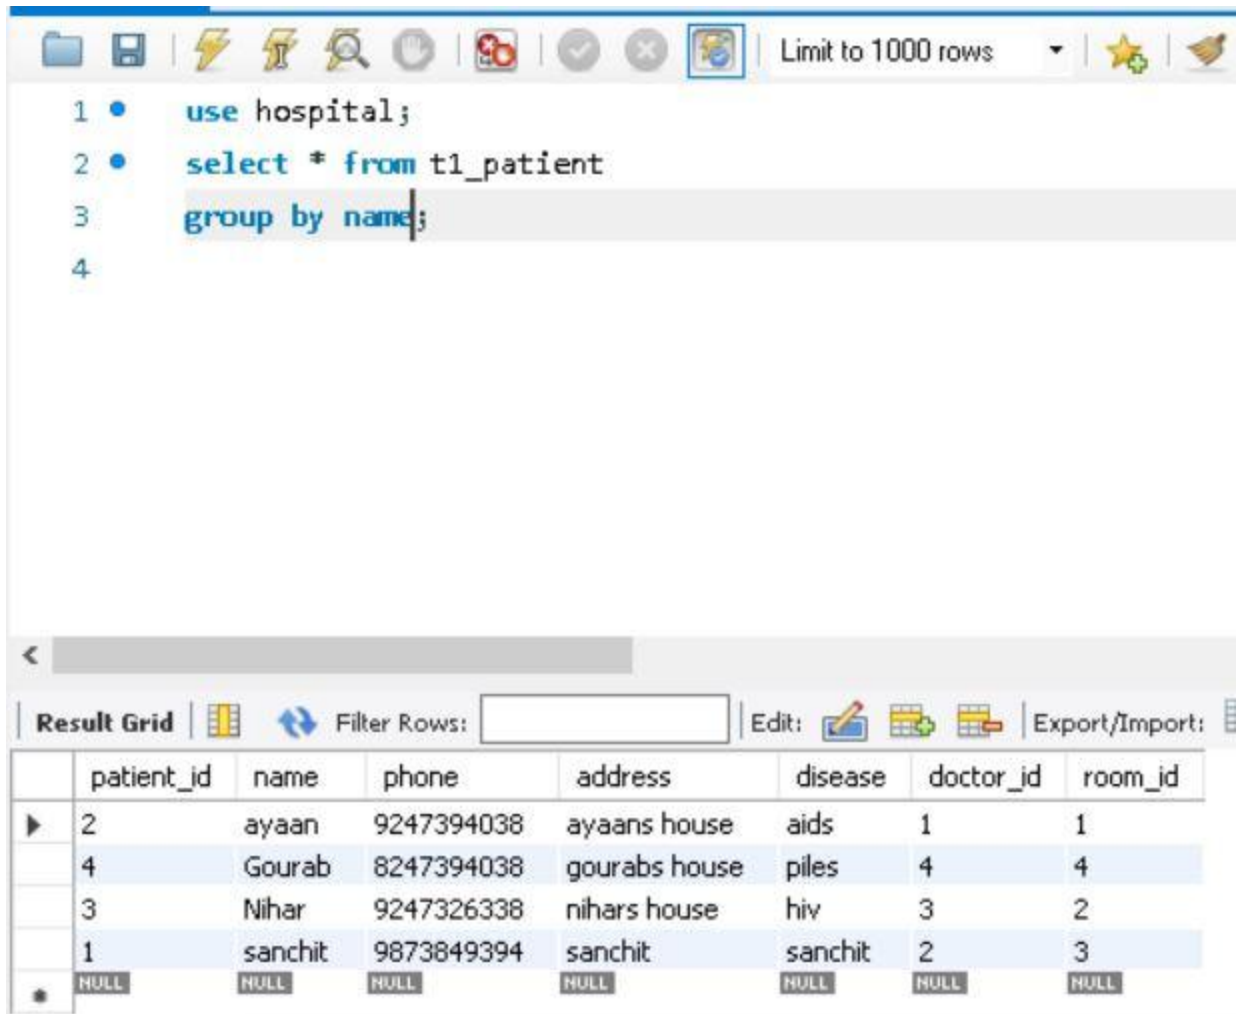 Limit to 1000 rows
1 use hospital;
2 select * from t1_patient
3 group by name;
4
Result Grid Filter Rows: Edit: Export/Import:
patient_id name phone address disease doctor_id room_id
2 ayaan 9247394038 ayaans house aids 1 1
4 Gourab 8247394038 gourabs house piles 4 4
3 Nihar 9247326338 nihars house hiv 3 2
1 sanchit 9873849394 sanchit sanchit 2 3
NULL NULL NULL NULL NULL NULL NULL